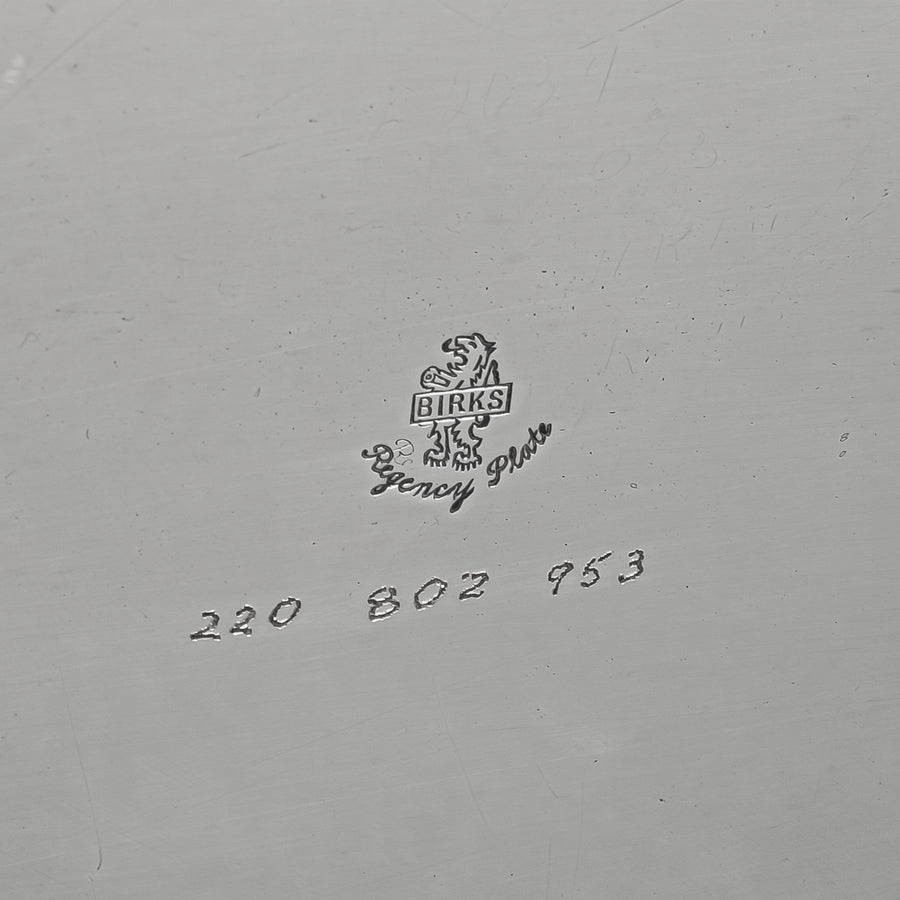 BIRKS
Regency Plate
220 802 953